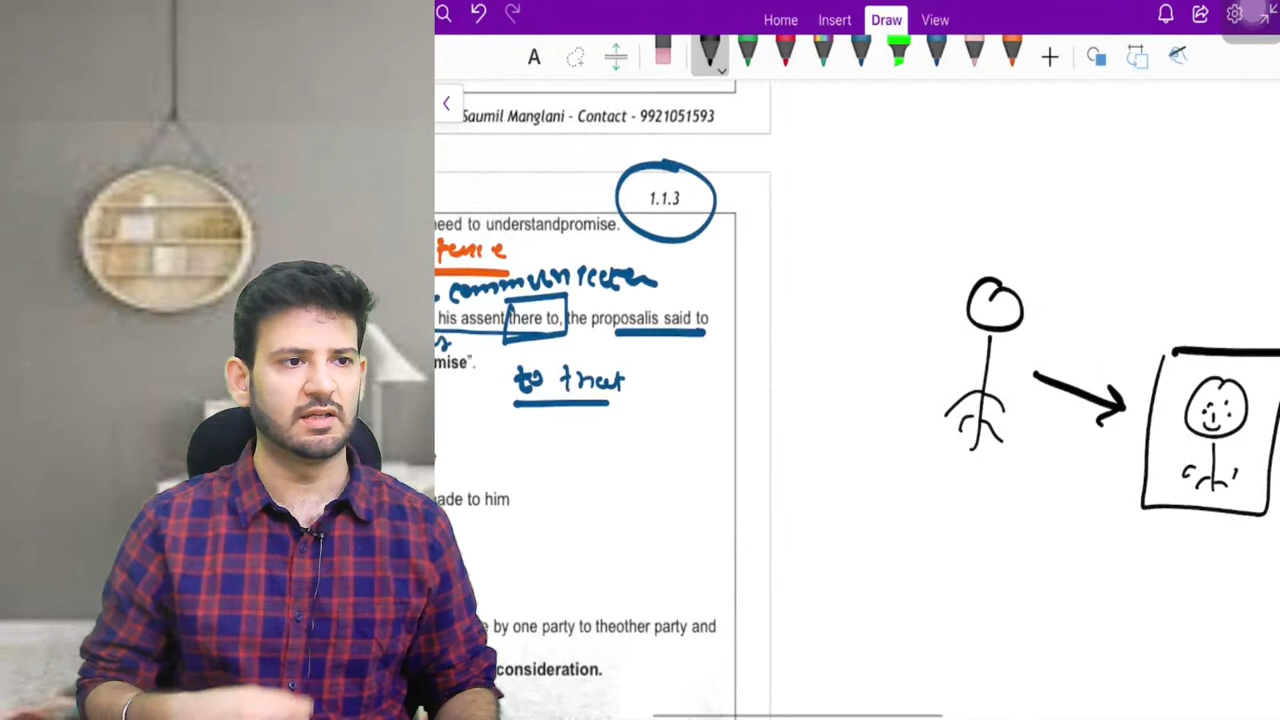 Home Insert Draw View
A
Saumil Manglani - Contact - 9921051593
1.1.3
eed to understandpromise.
his assent there to, the proposalis said to
mise".
to that
ade to him
by one party to theother party and
consideration.